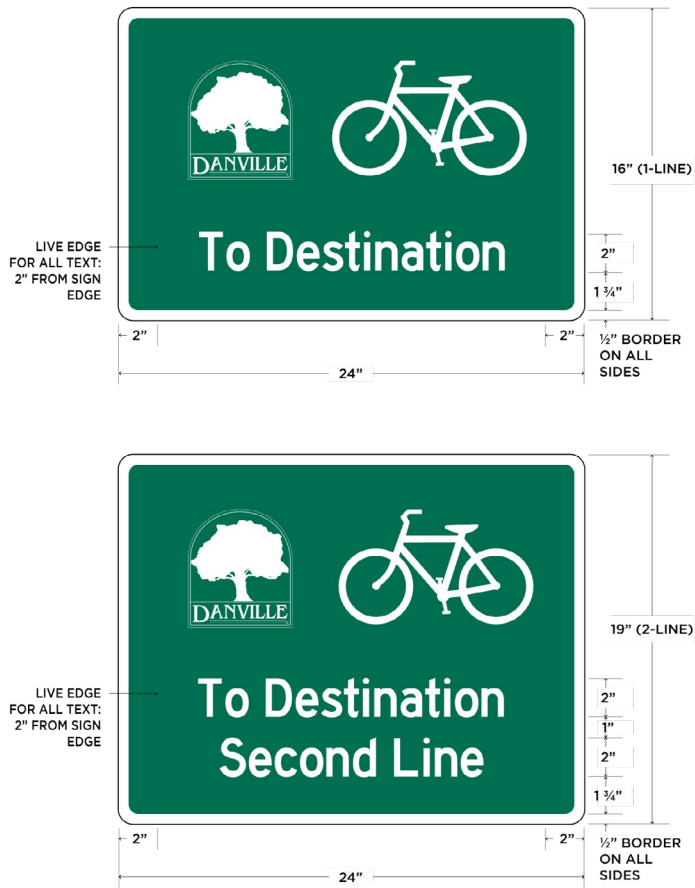 DANVILLE
16” (1-LINE)
LIVE EDGE
FOR ALL TEXT:
2” FROM SIGN
EDGE
To Destination
2”
1 ¾”
2”
2”
½” BORDER
ON ALL
SIDES
24”
DANVILLE
19” (2-LINE)
LIVE EDGE
FOR ALL TEXT:
2” FROM SIGN
EDGE
To Destination
Second Line
2”
1”
2”
1 ¾”
2”
2”
½” BORDER
ON ALL
SIDES
24”